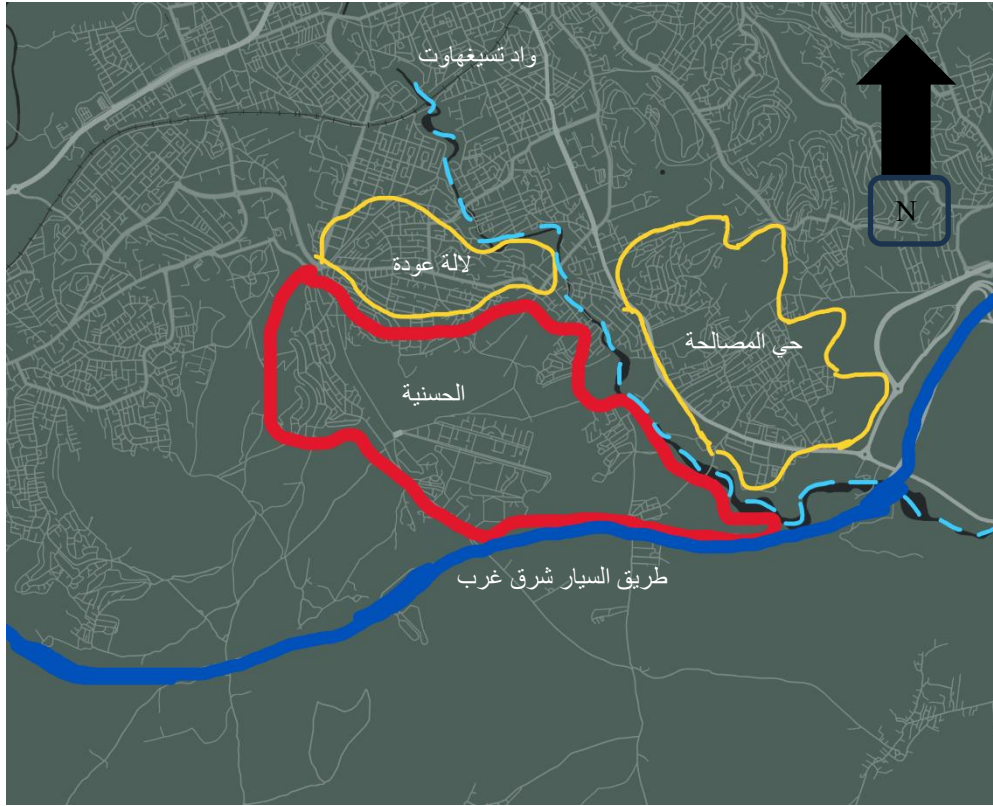 واد تسيغهاوت
N
لالة عودة
حي المصالحة
الحسنية
طريق السيار شرق غرب